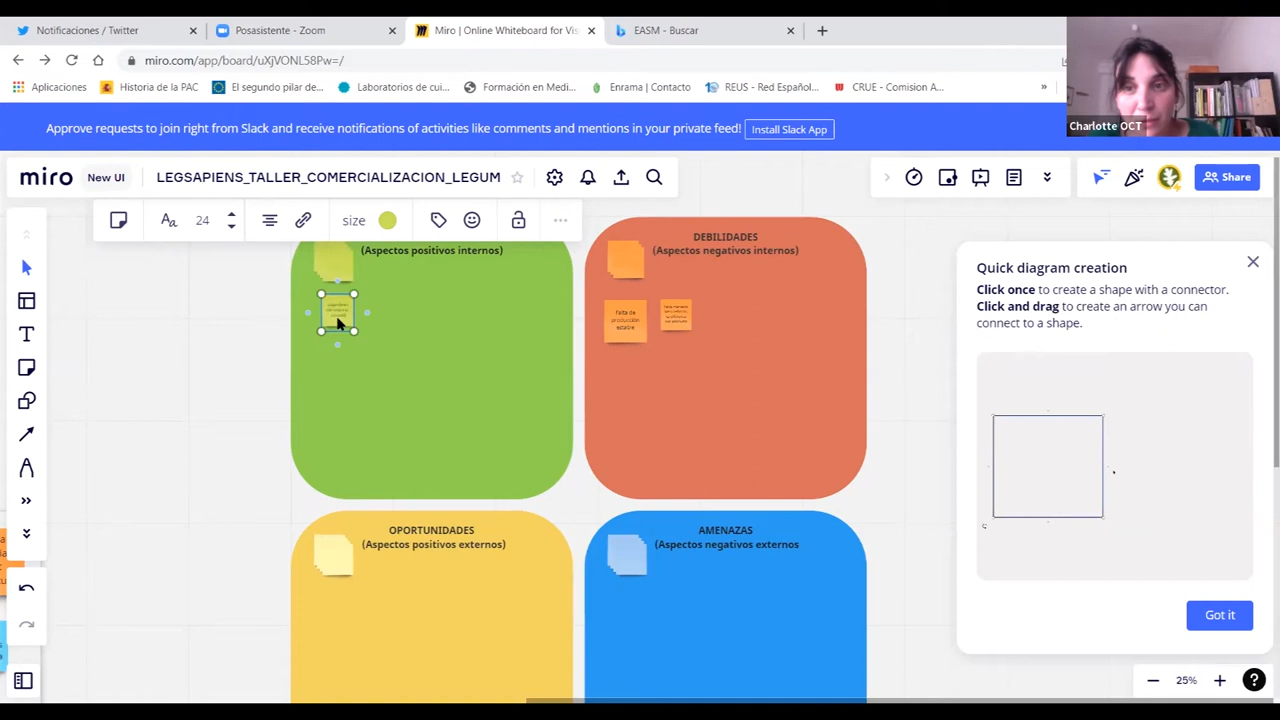 Notificaciones / Twitter
Posasistente - Zoom
Miro | Online Whiteboard for Vis
EASM - Buscar
miro.com/app/board/uXjVONL58Pw=/
Aplicaciones
Historia de la PAC
El segundo pilar de...
Laboratorios de cui...
Formación en Medi...
Enrama | Contacto
REUS - Red Español...
CRUE - Comision A...
Charlotte OCT
Approve requests to join right from Slack and receive notifications of activities like comments and mentions in your private feed!
Install Slack App
miro
New UI
LEGSAPIENS_TALLER_COMERCIALIZACION_LEGUM
Share
24
size
(Aspectos positivos internos)
DEBILIDADES
(Aspectos negativos internos)
Falta de
producción
estable
OPORTUNIDADES
(Aspectos positivos externos)
AMENAZAS
(Aspectos negativos externos
Quick diagram creation
Click once to create a shape with a connector.
Click and drag to create an arrow you can
connect to a shape.
Got it
25%